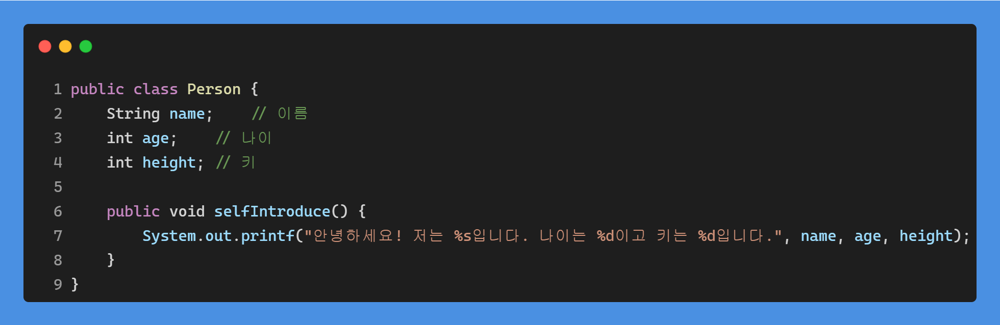 1 public class Person {
2     String name;    // 이름
3     int age;    // 나이
4     int height; // 키
5
6     public void selfIntroduce() {
7         System.out.printf("안녕하세요! 저는 %s입니다. 나이는 %d이고 키는 %d입니다.", name, age, height);
8     }
9 }